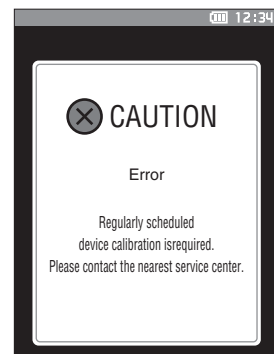 12:34
CAUTION
Error
Regularly scheduled
device calibration isrequired.
Please contact the nearest service center.